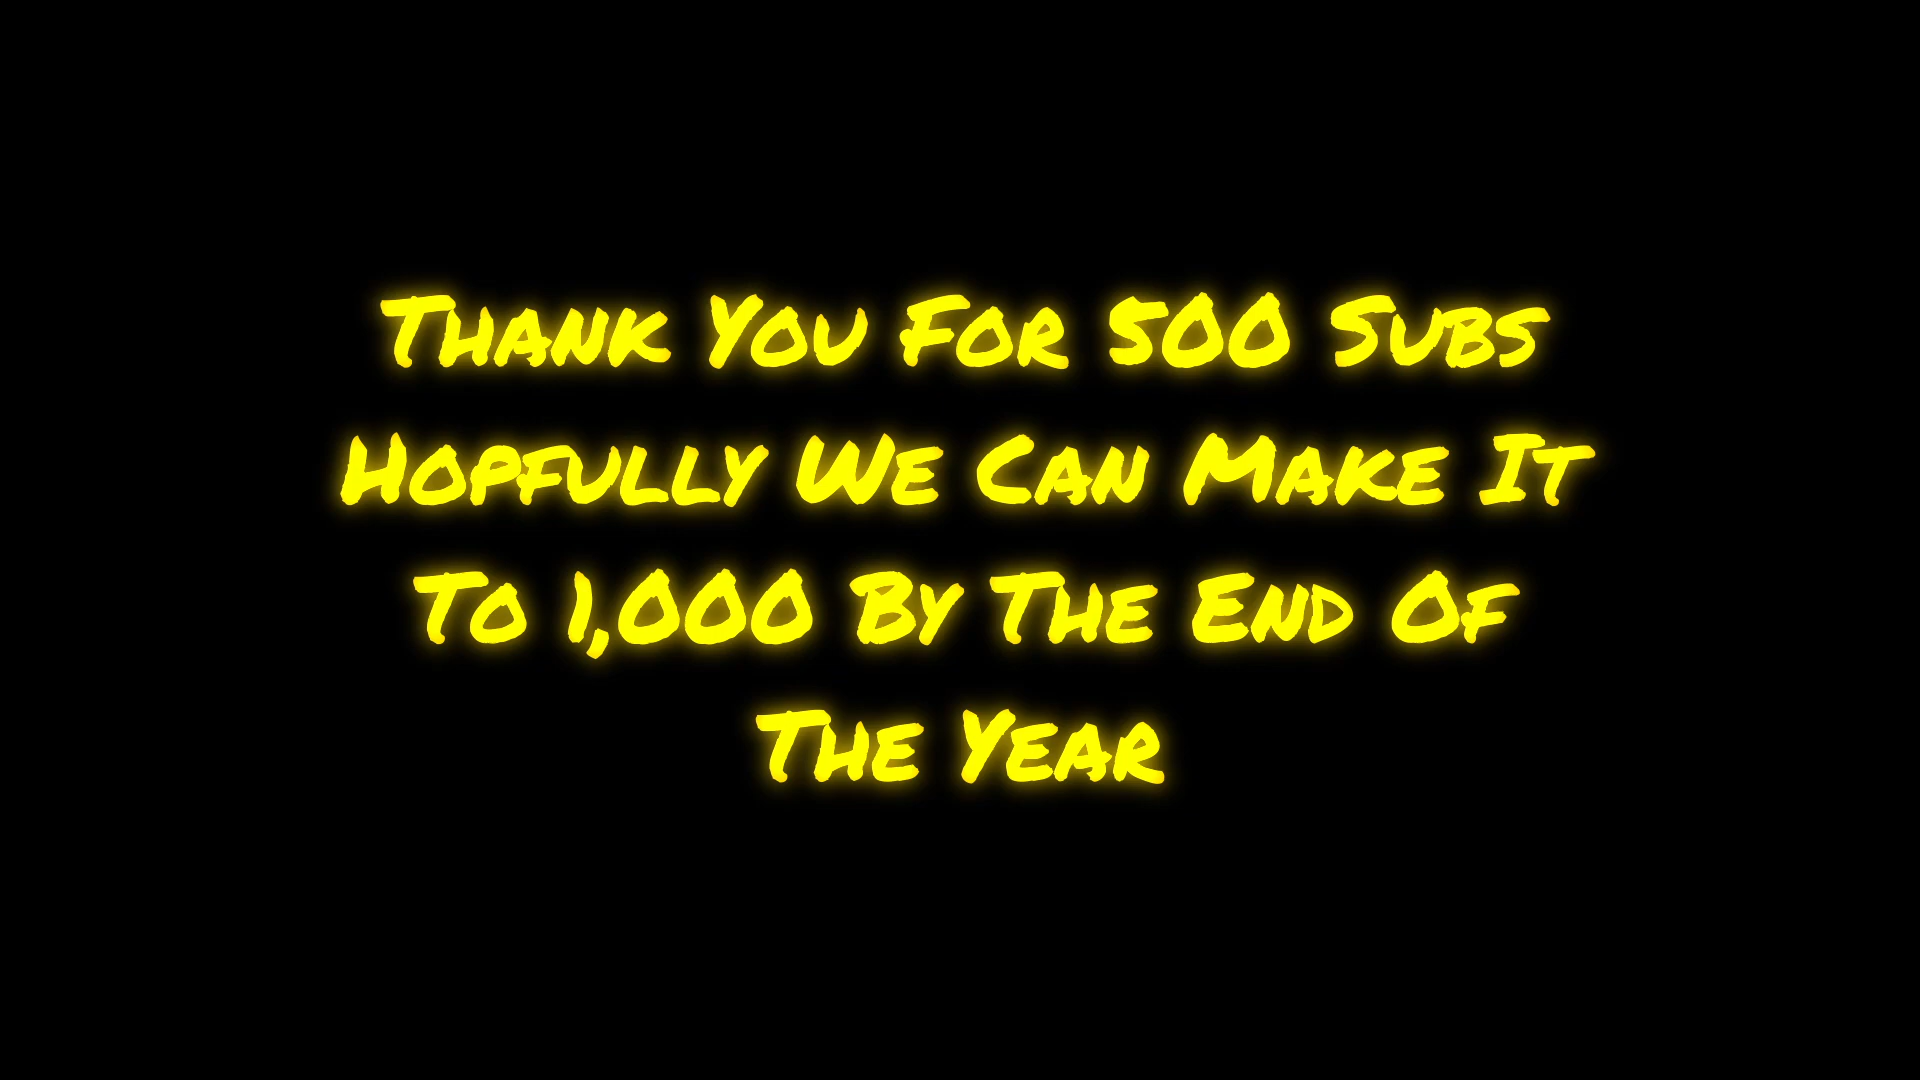 Thank You For 500 Subs
Hopfully We Can Make It
To 1,000 By The End Of
The Year